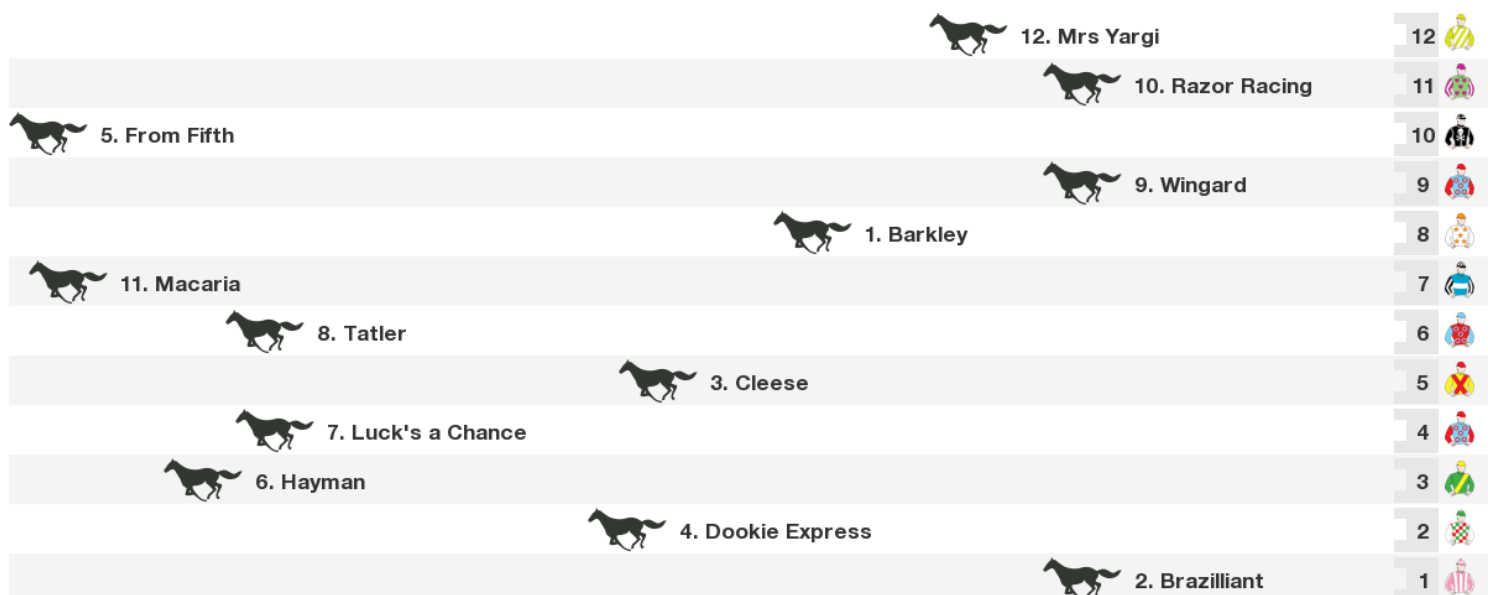 12. Mrs Yargi 12
10. Razor Racing 11
5. From Fifth 10
9. Wingard 9
1. Barkley 8
11. Macaria 7
8. Tatler 6
3. Cleese 5
7. Luck's a Chance 4
6. Hayman 3
4. Dookie Express 2
2. Brazilliant 1